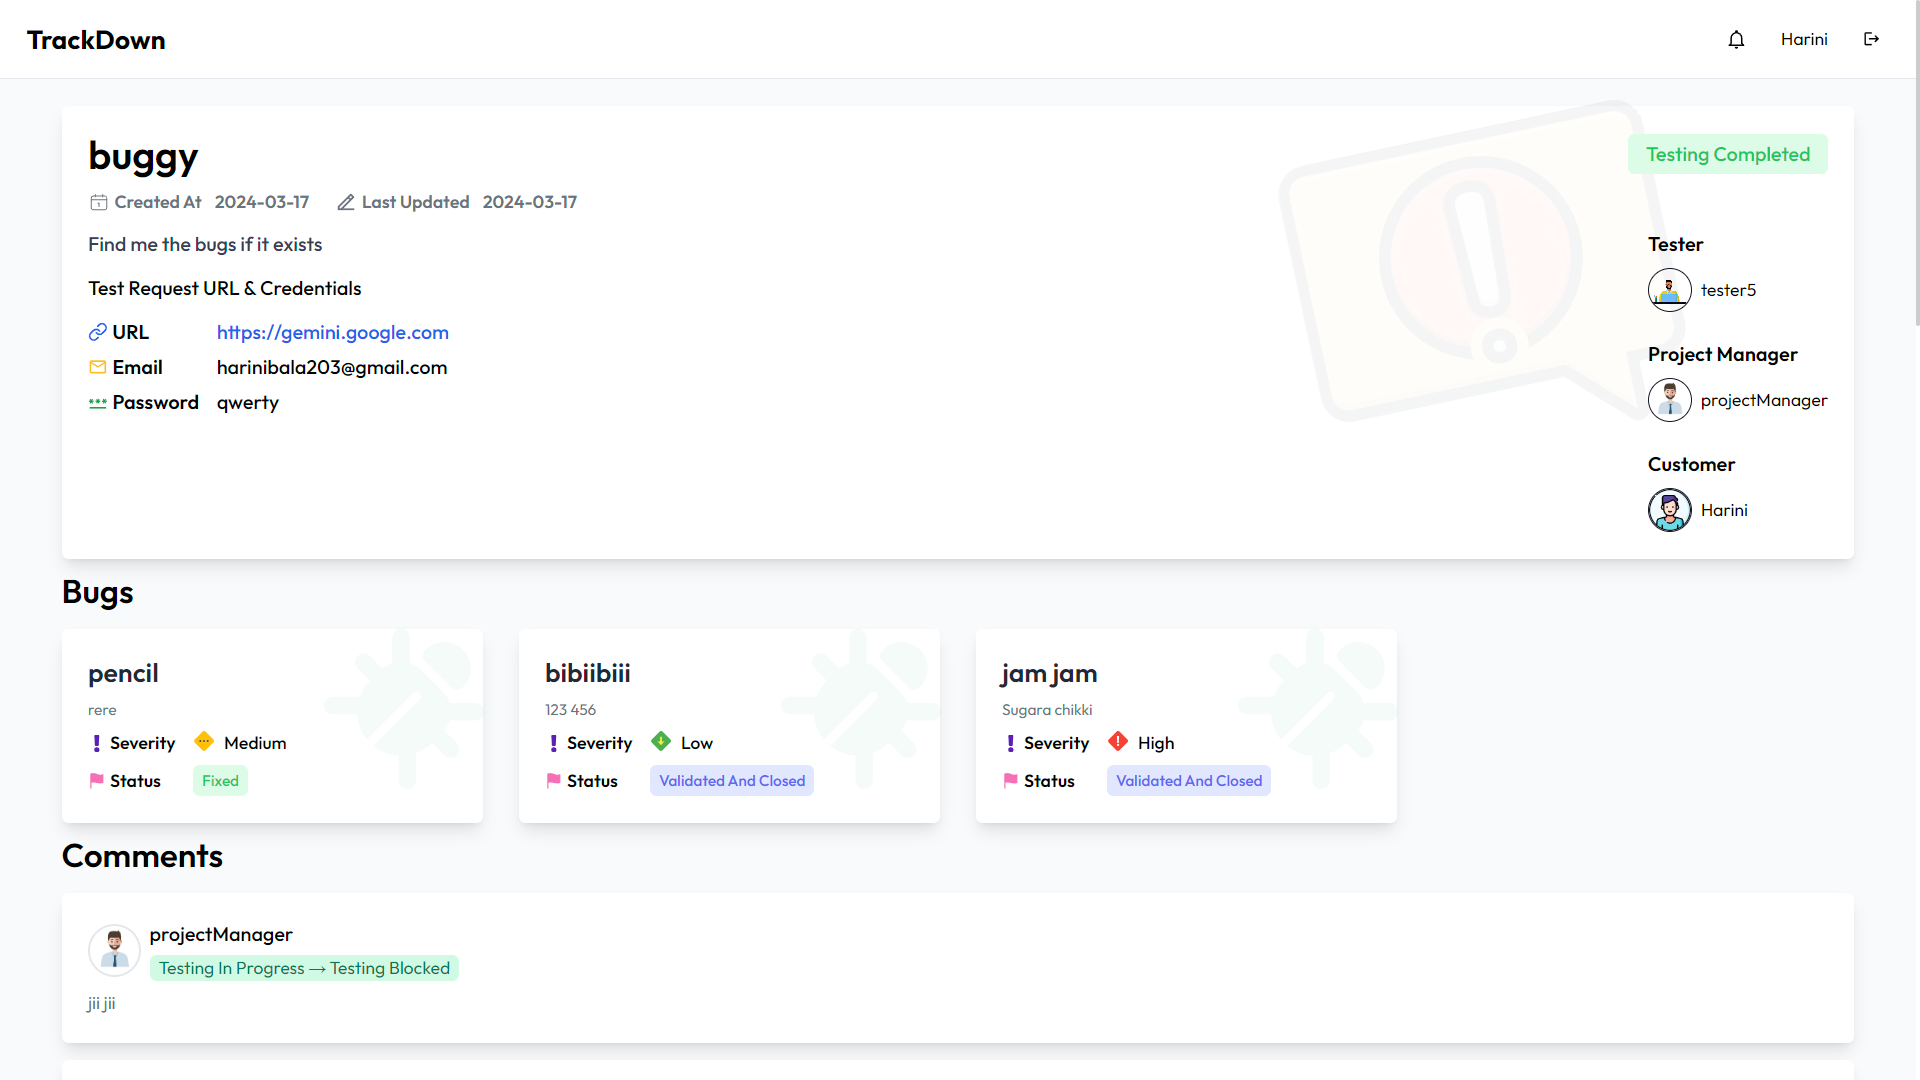 TrackDown
Harini
buggy
Testing Completed
Created At 2024-03-17 Last Updated 2024-03-17
Find me the bugs if it exists
Test Request URL & Credentials
URL https://gemini.google.com
Email harinibala203@gmail.com
Password qwerty
Tester
tester5
Project Manager
projectManager
Customer
Harini
Bugs
pencil
rere
Severity Medium
Status Fixed
bibiibiii
123 456
Severity Low
Status Validated And Closed
jam jam
Sugara chikki
Severity High
Status Validated And Closed
Comments
projectManager
Testing In Progress → Testing Blocked
jii jii